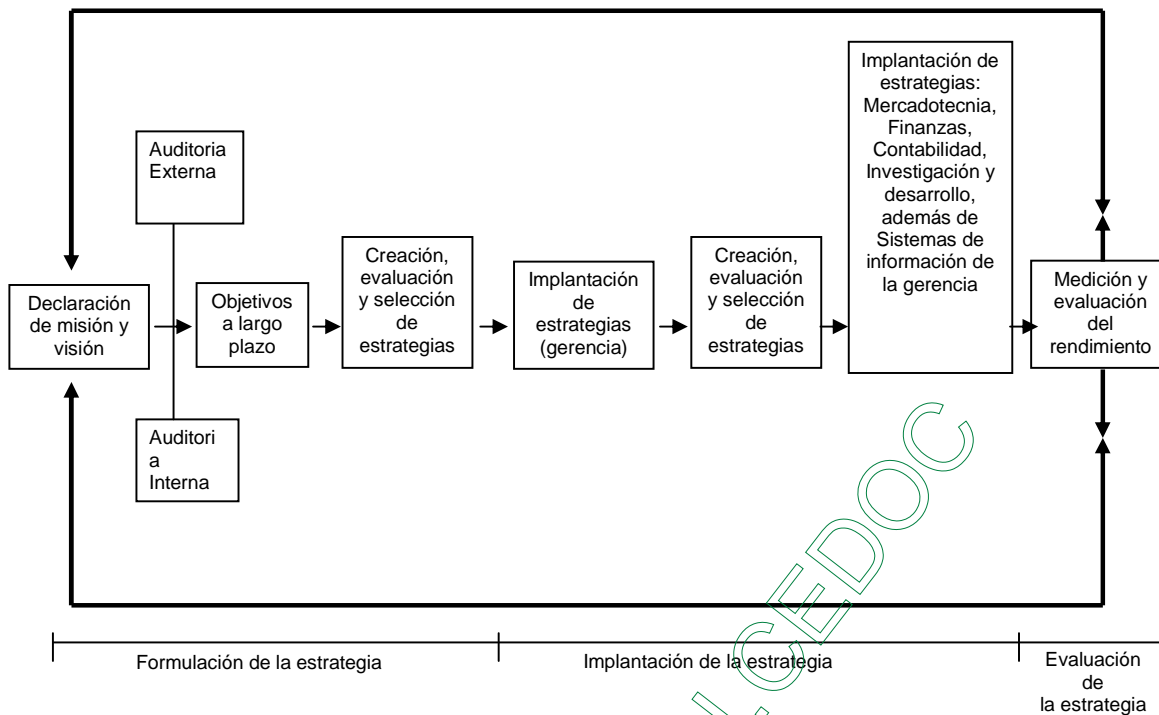 Auditoria
Externa
Declaración
de misión y
visión
Auditori
a
Interna
Objetivos
a largo
plazo
Creación,
evaluación
y selección
de
estrategias
Implantación
de
estrategias
(gerencia)
Creación,
evaluación
y selección
de
estrategias
Implantación de
estrategias:
Mercadotecnia,
Finanzas,
Contabilidad,
Investigación y
desarrollo,
además de
Sistemas de
información de
la gerencia
Medición y
evaluación
del
rendimiento
Formulación de la estrategia
Implantación de la estrategia
Evaluación
de
la estrategia
CEDOC